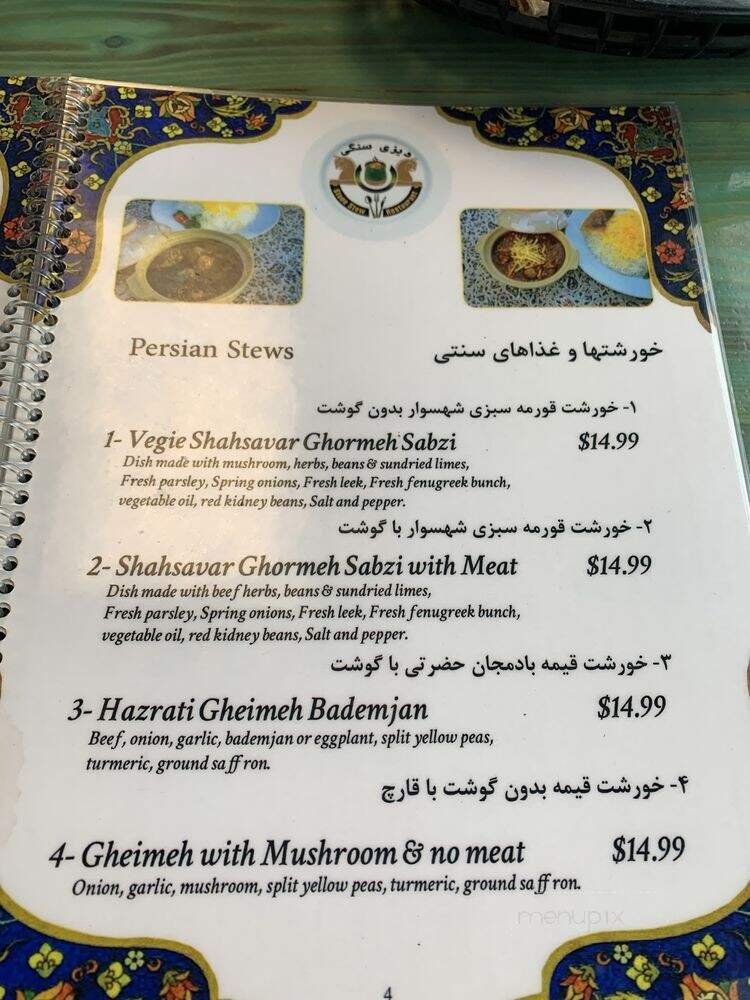 دیزی سنگی
Persian Stews
خورشتها و غذاهای سنتی
۱- خورشت قورمه سبزی شهسوار بدون گوشت
1- Vegie Shahsavar Ghormeh Sabzi $14.99
Dish made with mushroom, herbs, beans & sundried limes,
Fresh parsley, Spring onions, Fresh leek, Fresh fenugreek bunch,
vegetable oil, red kidney beans, Salt and pepper.
۲- خورشت قورمه سبزی شهسوار با گوشت
2- Shahsavar Ghormeh Sabzi with Meat $14.99
Dish made with beef herbs, beans & sundried limes,
Fresh parsley, Spring onions, Fresh leek, Fresh fenugreek bunch,
vegetable oil, red kidney beans, Salt and pepper.
۳- خورشت قیمه بادمجان حضرتی با گوشت
3- Hazrati Gheimeh Bademjan $14.99
Beef, onion, garlic, bademjan or eggplant, split yellow peas,
turmeric, ground saffron.
۴- خورشت قیمه بدون گوشت با قارچ
4- Gheimeh with Mushroom & no meat $14.99
Onion, garlic, mushroom, split yellow peas, turmeric, ground saffron.
menupix
4